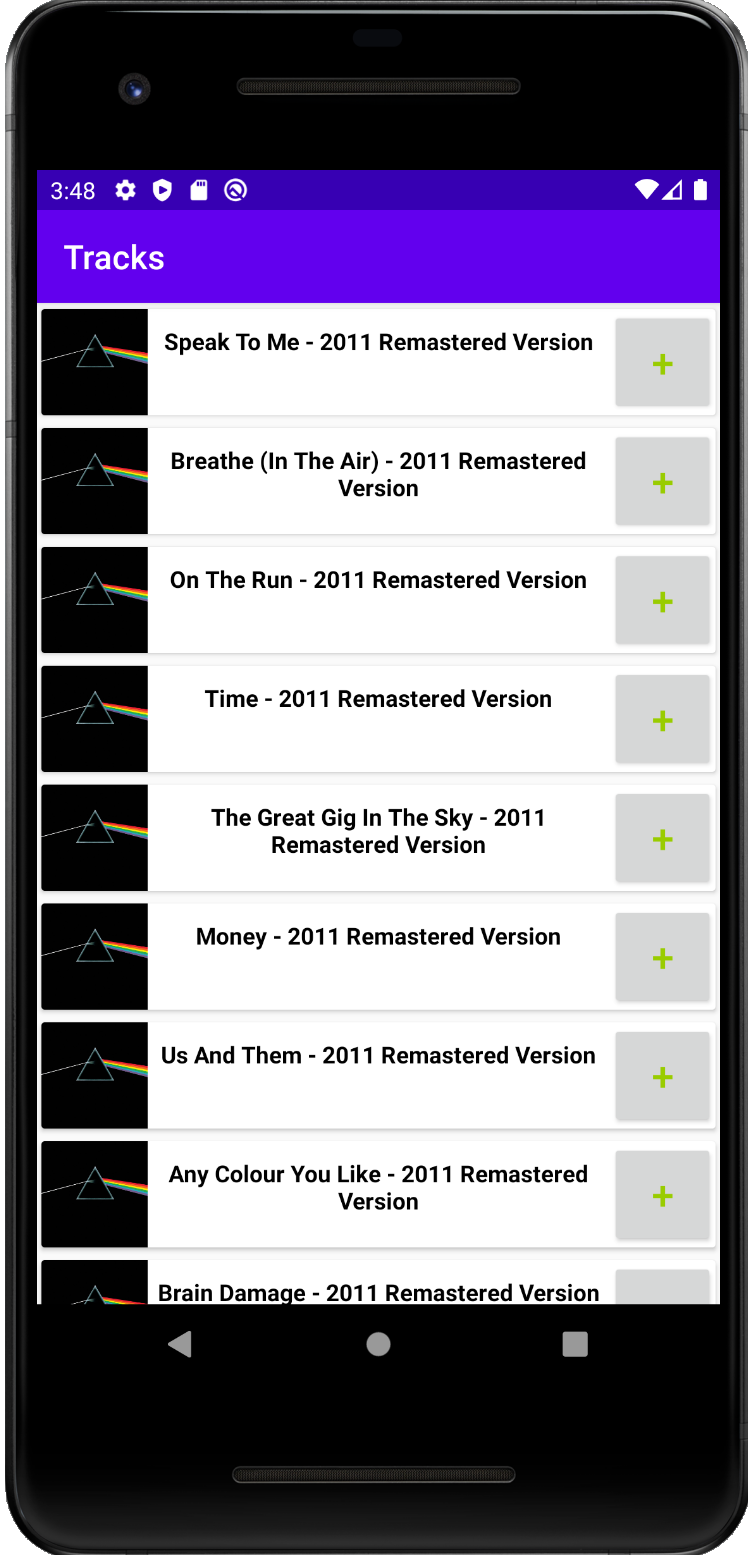 3:48
Tracks
Speak To Me - 2011 Remastered Version
+
Breathe (In The Air) - 2011 Remastered
Version
+
On The Run - 2011 Remastered Version
+
Time - 2011 Remastered Version
+
The Great Gig In The Sky - 2011
Remastered Version
+
Money - 2011 Remastered Version
+
Us And Them - 2011 Remastered Version
+
Any Colour You Like - 2011 Remastered
Version
+
Brain Damage - 2011 Remastered Version